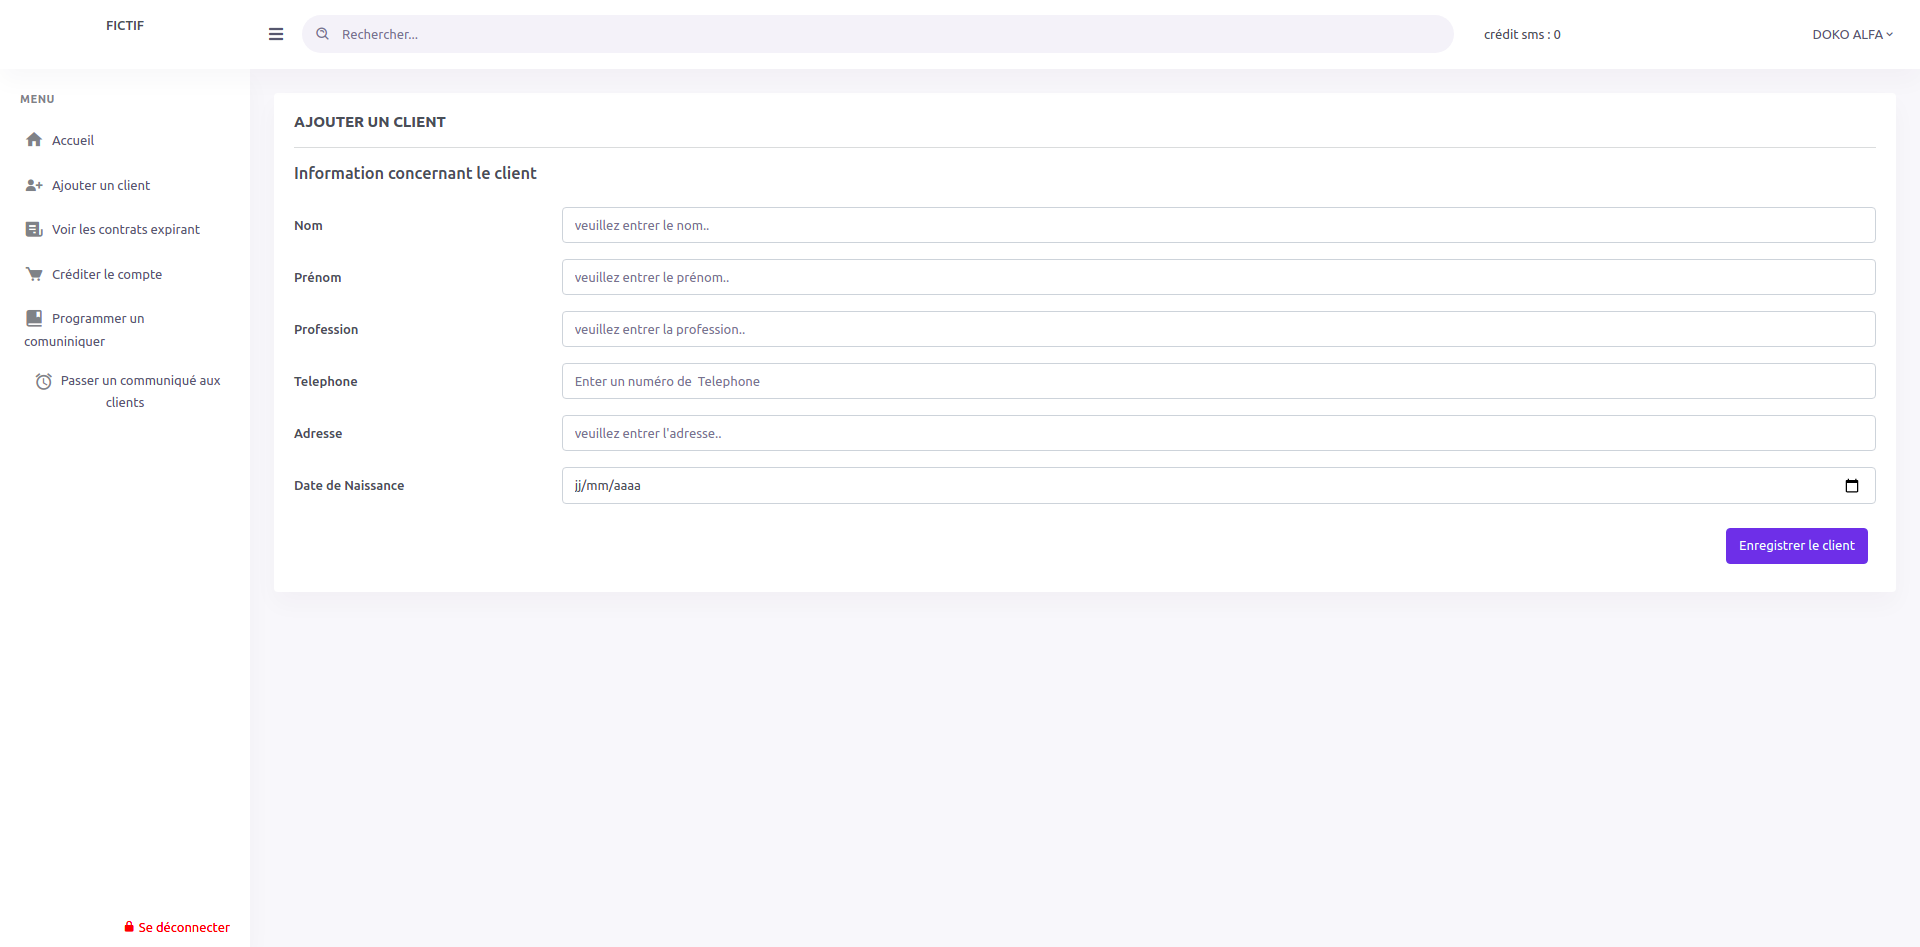 FICTIF
Rechercher...
crédit sms : 0
DOKO ALFA
MENU
Accueil
Ajouter un client
Voir les contrats expirant
Créditer le compte
Programmer un
comuniniquer
Passer un communiqué aux
clients
Se déconnecter
AJOUTER UN CLIENT
Information concernant le client
Nom
veuillez entrer le nom..
Prénom
veuillez entrer le prénom..
Profession
veuillez entrer la profession..
Telephone
Enter un numéro de  Telephone
Adresse
veuillez entrer l'adresse..
Date de Naissance
jj/mm/aaaa
Enregistrer le client